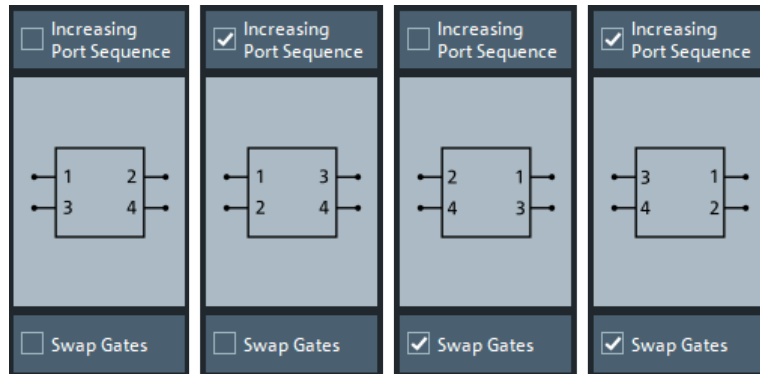 Increasing
Port Sequence
1 2
3 4
Swap Gates
Increasing
Port Sequence
1 3
2 4
Swap Gates
Increasing
Port Sequence
2 1
4 3
Swap Gates
Increasing
Port Sequence
3 1
4 2
Swap Gates